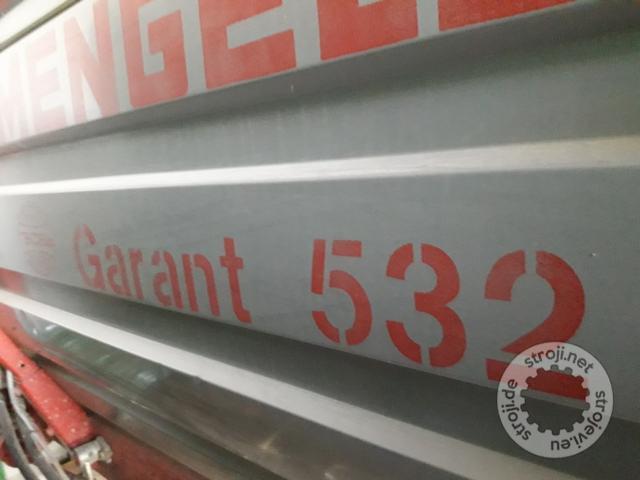 MENGELE
Garant 532
stroji.net
stroji.de
strojevi.eu